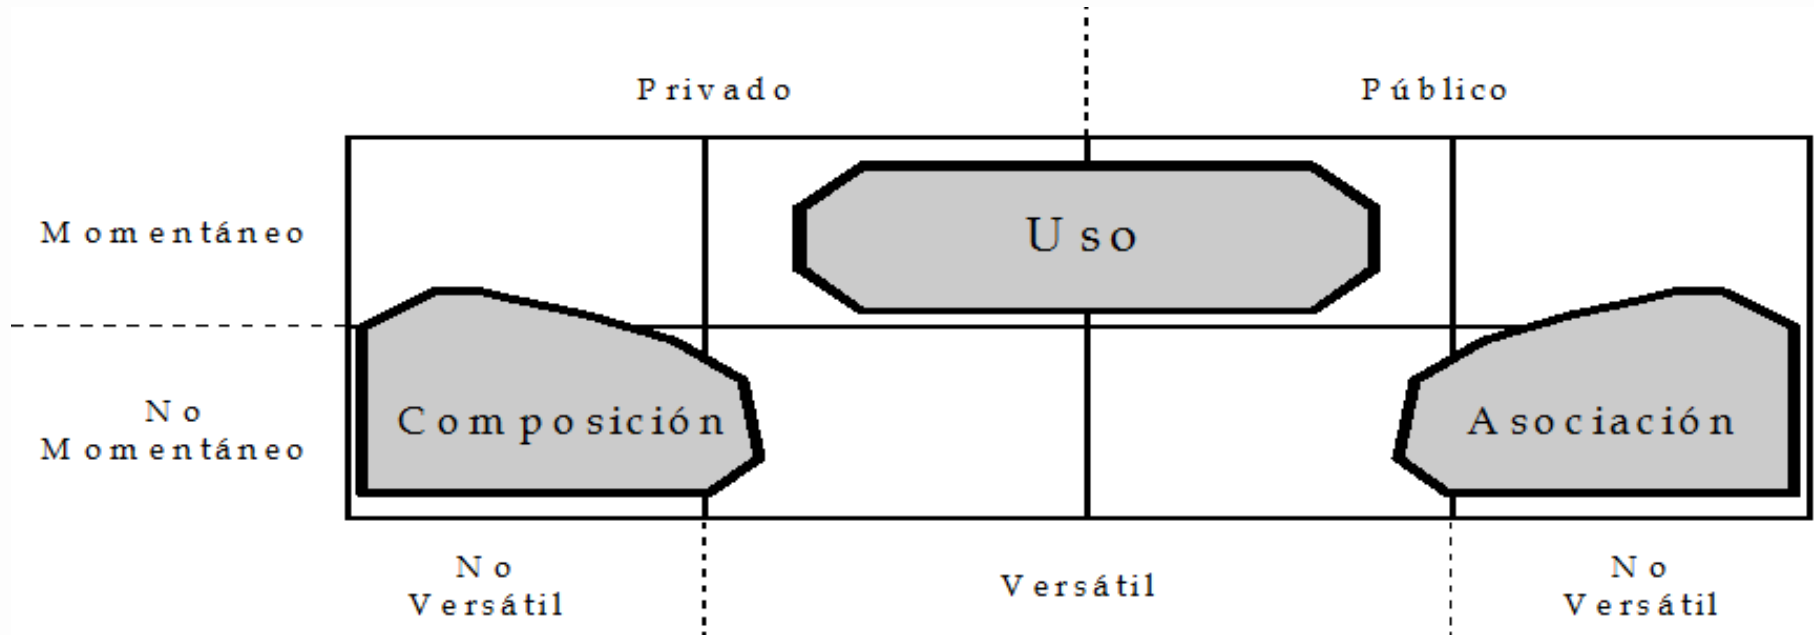 Privado
Público
Momentáneo
Uso
No
Momentáneo
Composición
Asociación
No
Versátil
Versátil
No
Versátil